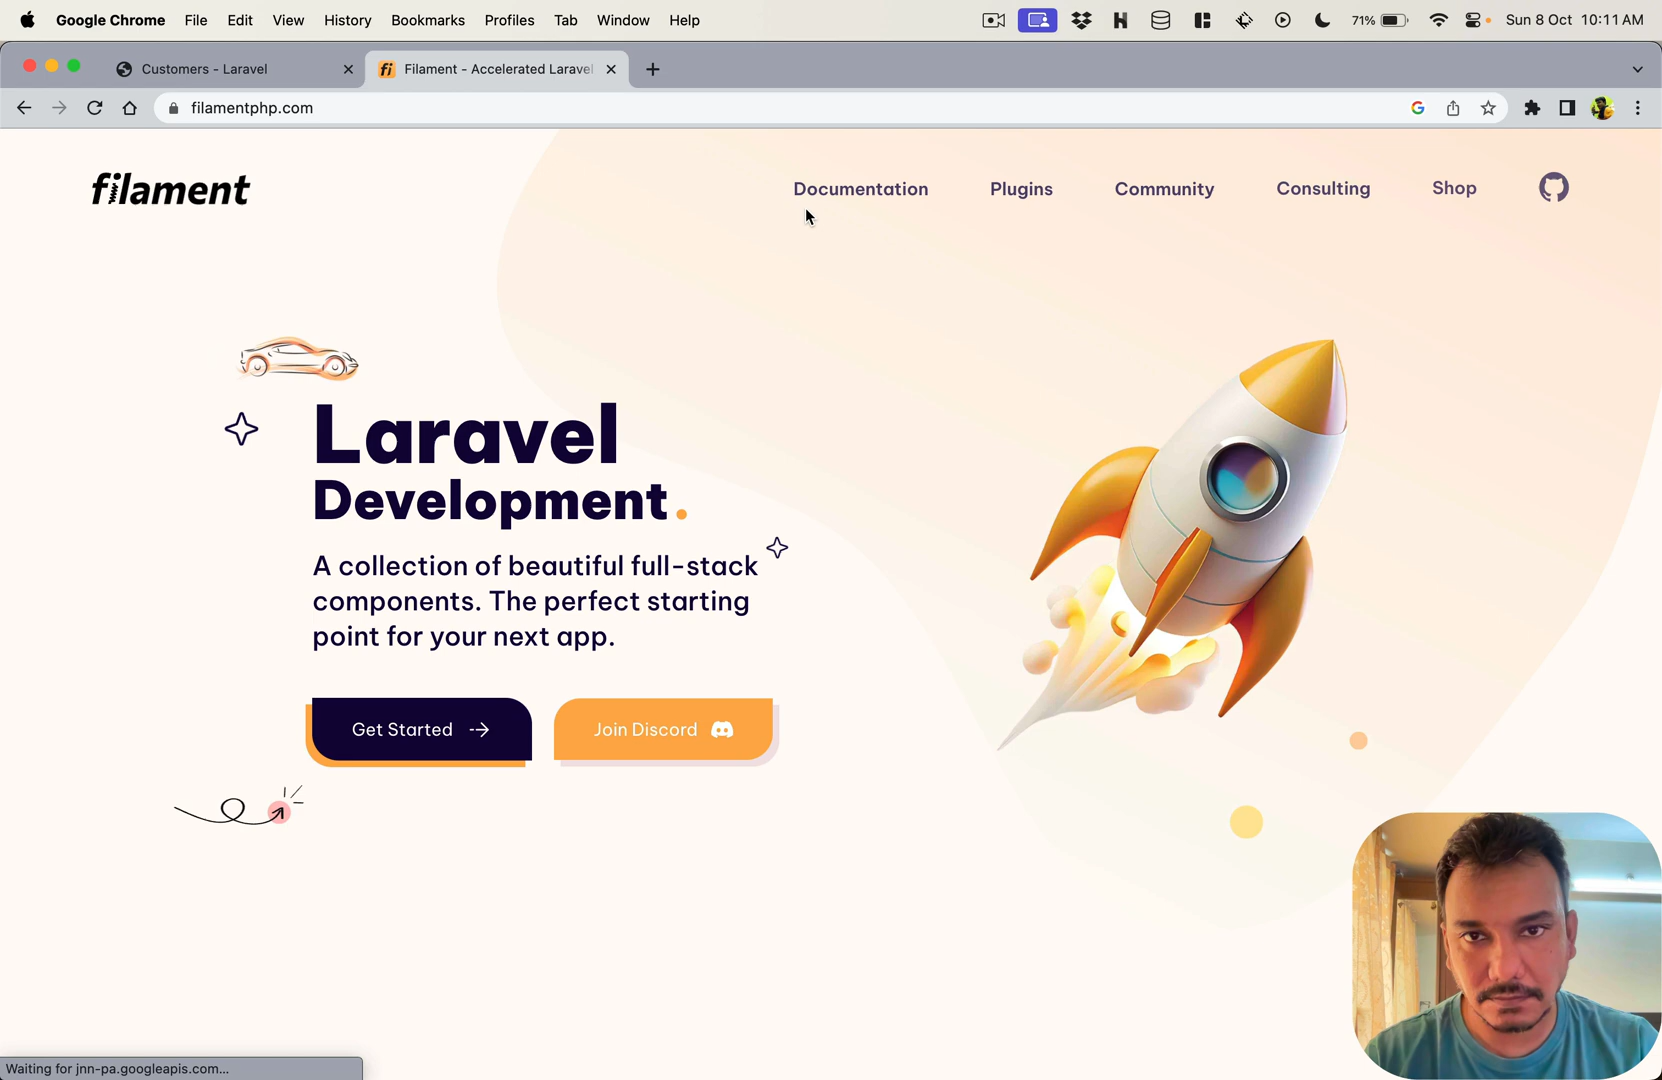 Google Chrome File Edit View History Bookmarks Profiles Tab Window Help 71% Sun 8 Oct 10:11 AM
Customers - Laravel Filament - Accelerated Larave
filamentphp.com
filament Documentation Plugins Community Consulting Shop
Laravel
Development.
A collection of beautiful full-stack
components. The perfect starting
point for your next app.
Get Started Join Discord
Waiting for jnn-pa.googleapis.com...